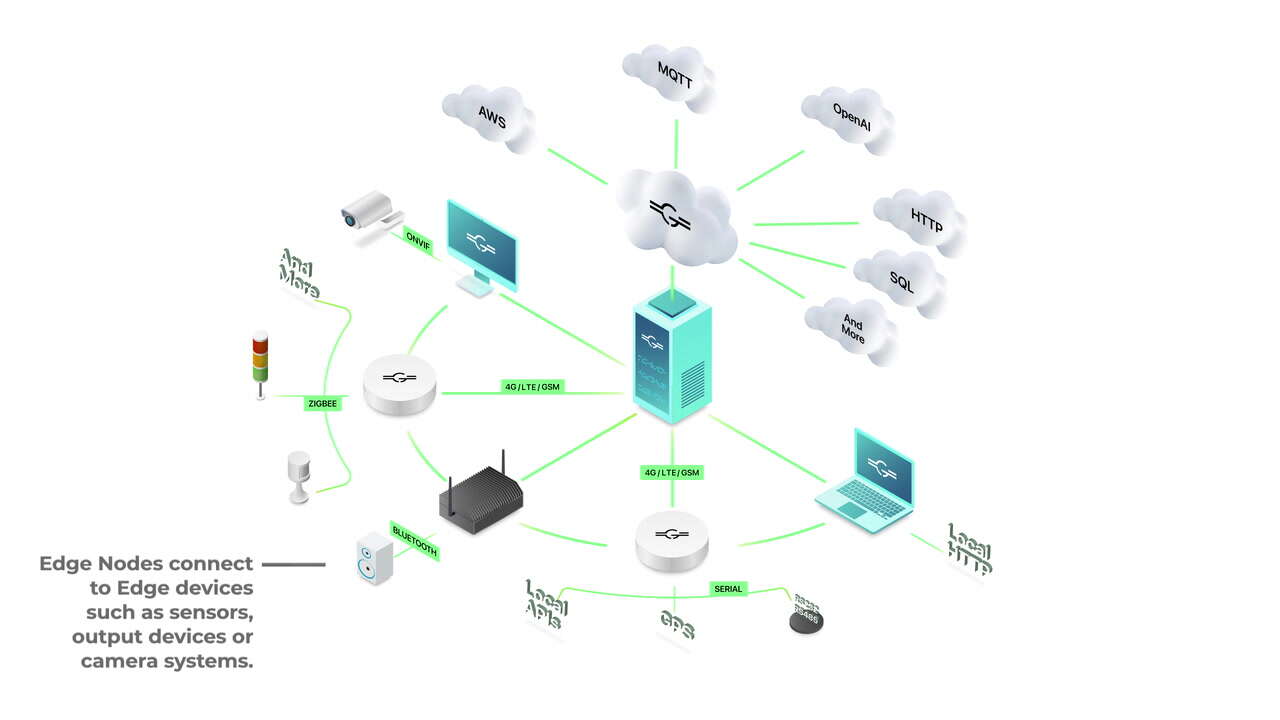 MQTT
AWS
OpenAI
HTTP
SQL
And
More
ONVIF
And
More
4G / LTE / GSM
ZIGBEE
4G / LTE / GSM
BLUETOOTH
Local
HTTP
Edge Nodes connect
to Edge devices
such as sensors,
output devices or
camera systems.
Local
APIs
GPS
SERIAL
RS485